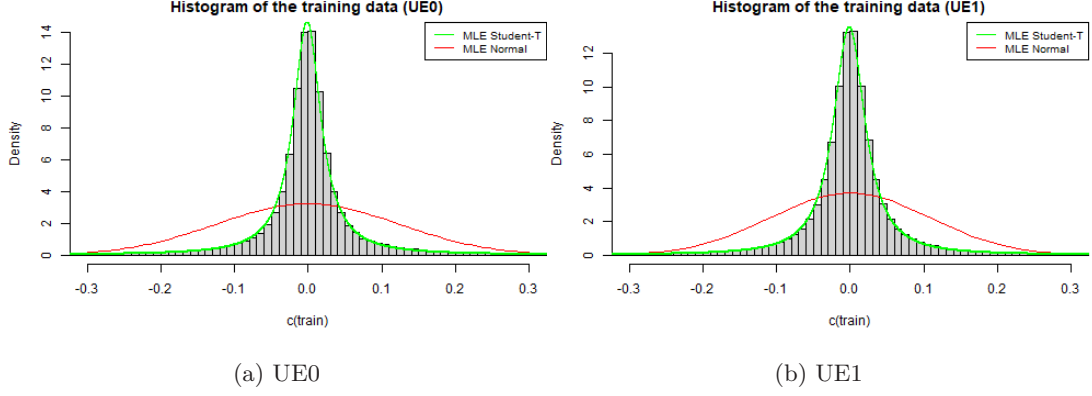 Histogram of the training data (UE0)
MLE Student-T
MLE Normal
Density
0
2
4
6
8
10
12
14
-0.3 -0.2 -0.1 0.0 0.1 0.2 0.3
c(train)
(a) UE0
Histogram of the training data (UE1)
MLE Student-T
MLE Normal
Density
0
2
4
6
8
10
12
-0.3 -0.2 -0.1 0.0 0.1 0.2 0.3
c(train)
(b) UE1